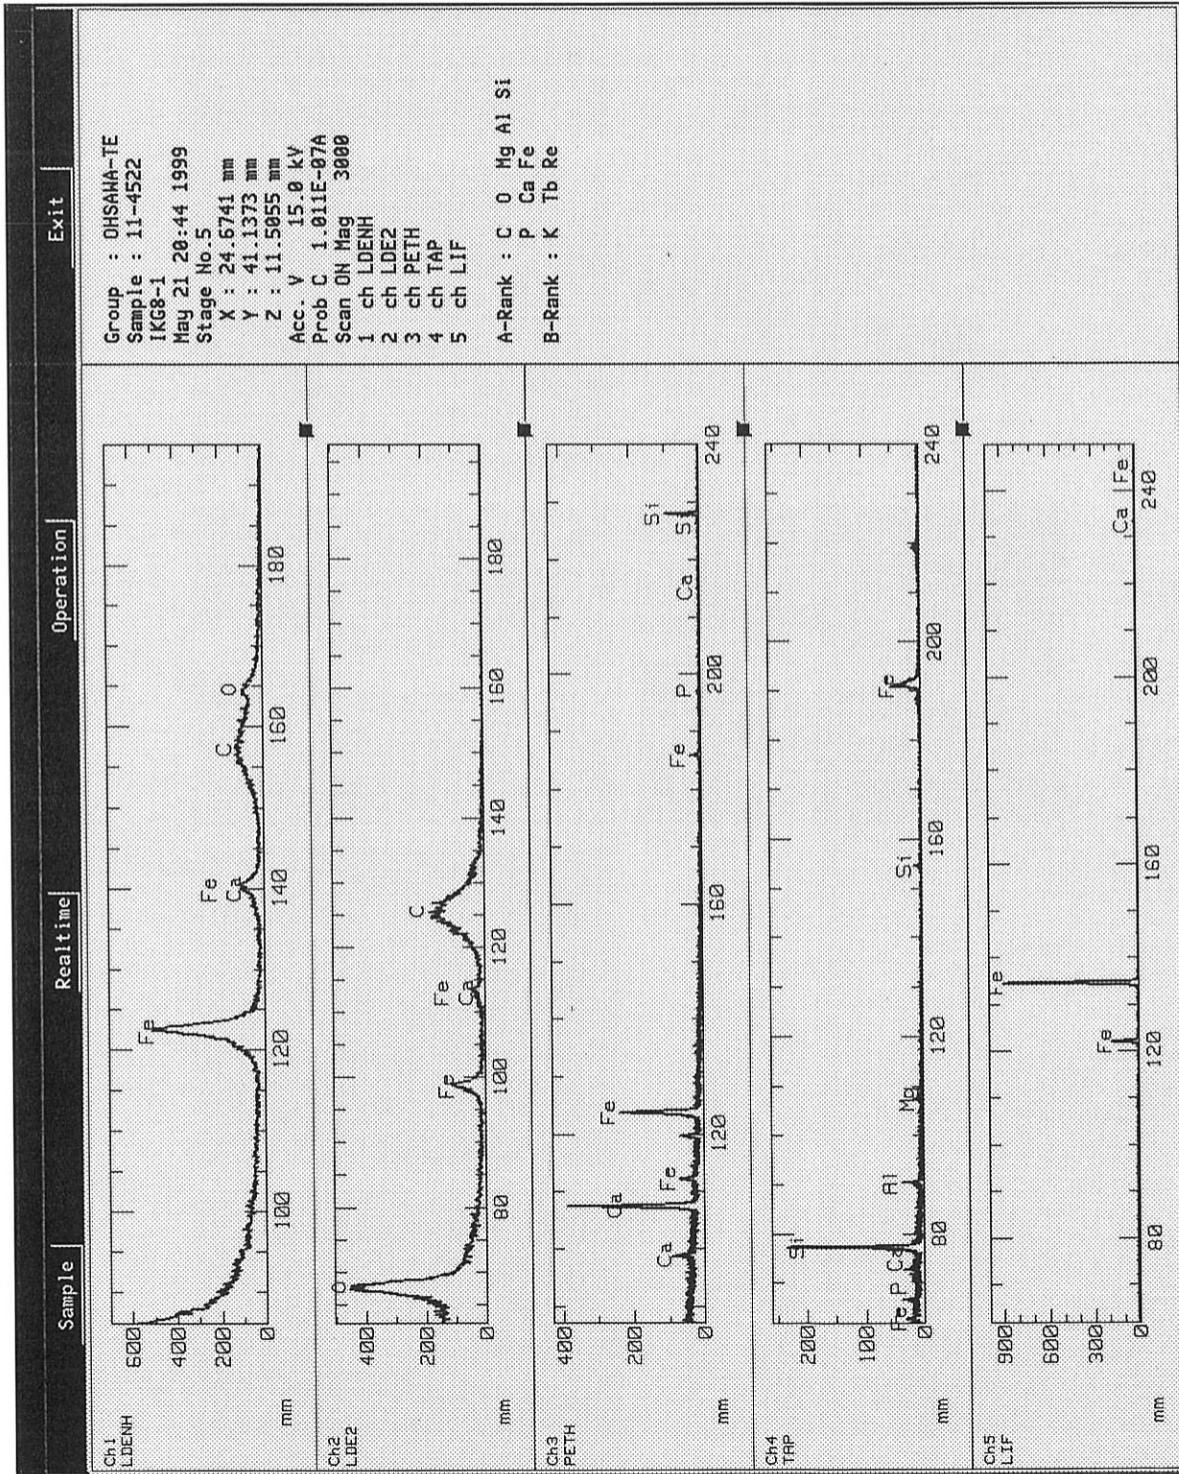 Sample Realtime Operation Exit
Group : OHSAWA-TE
Sample : 11-4522
IKG8-1
May 21 20:44 1999
Stage No.5
X : 24.6741 mm
Y : 41.1373 mm
Z : 11.5055 mm
Acc. V 15.0 kV
Prob C 1.011E-07A
Scan ON Mag 3000
1 ch LDENH
2 ch LDE2
3 ch PETH
4 ch TAP
5 ch LIF
A-Rank : C O Mg Al Si
P Ca Fe
B-Rank : K Tb Re
Ch1
LDENH
600
400
200
0
mm
Fe
Fe
Ca
C
O
100 120 140 160 180
Ch2
LDE2
400
200
0
mm
O
Fe
Fe
Ca
C
80 100 120 140 160 180
Ch3
PETH
400
200
0
mm
Ca
Ca
Fe
Fe
Fe
P
Ca
Si
Si
120 160 200 240
Ch4
TAP
200
100
0
mm
Fe
P
Ca
Si
Al
Mg
Si
Fe
80 120 160 200 240
Ch5
LIF
900
600
300
0
mm
Fe
Fe
Ca
Fe
80 120 160 200 240